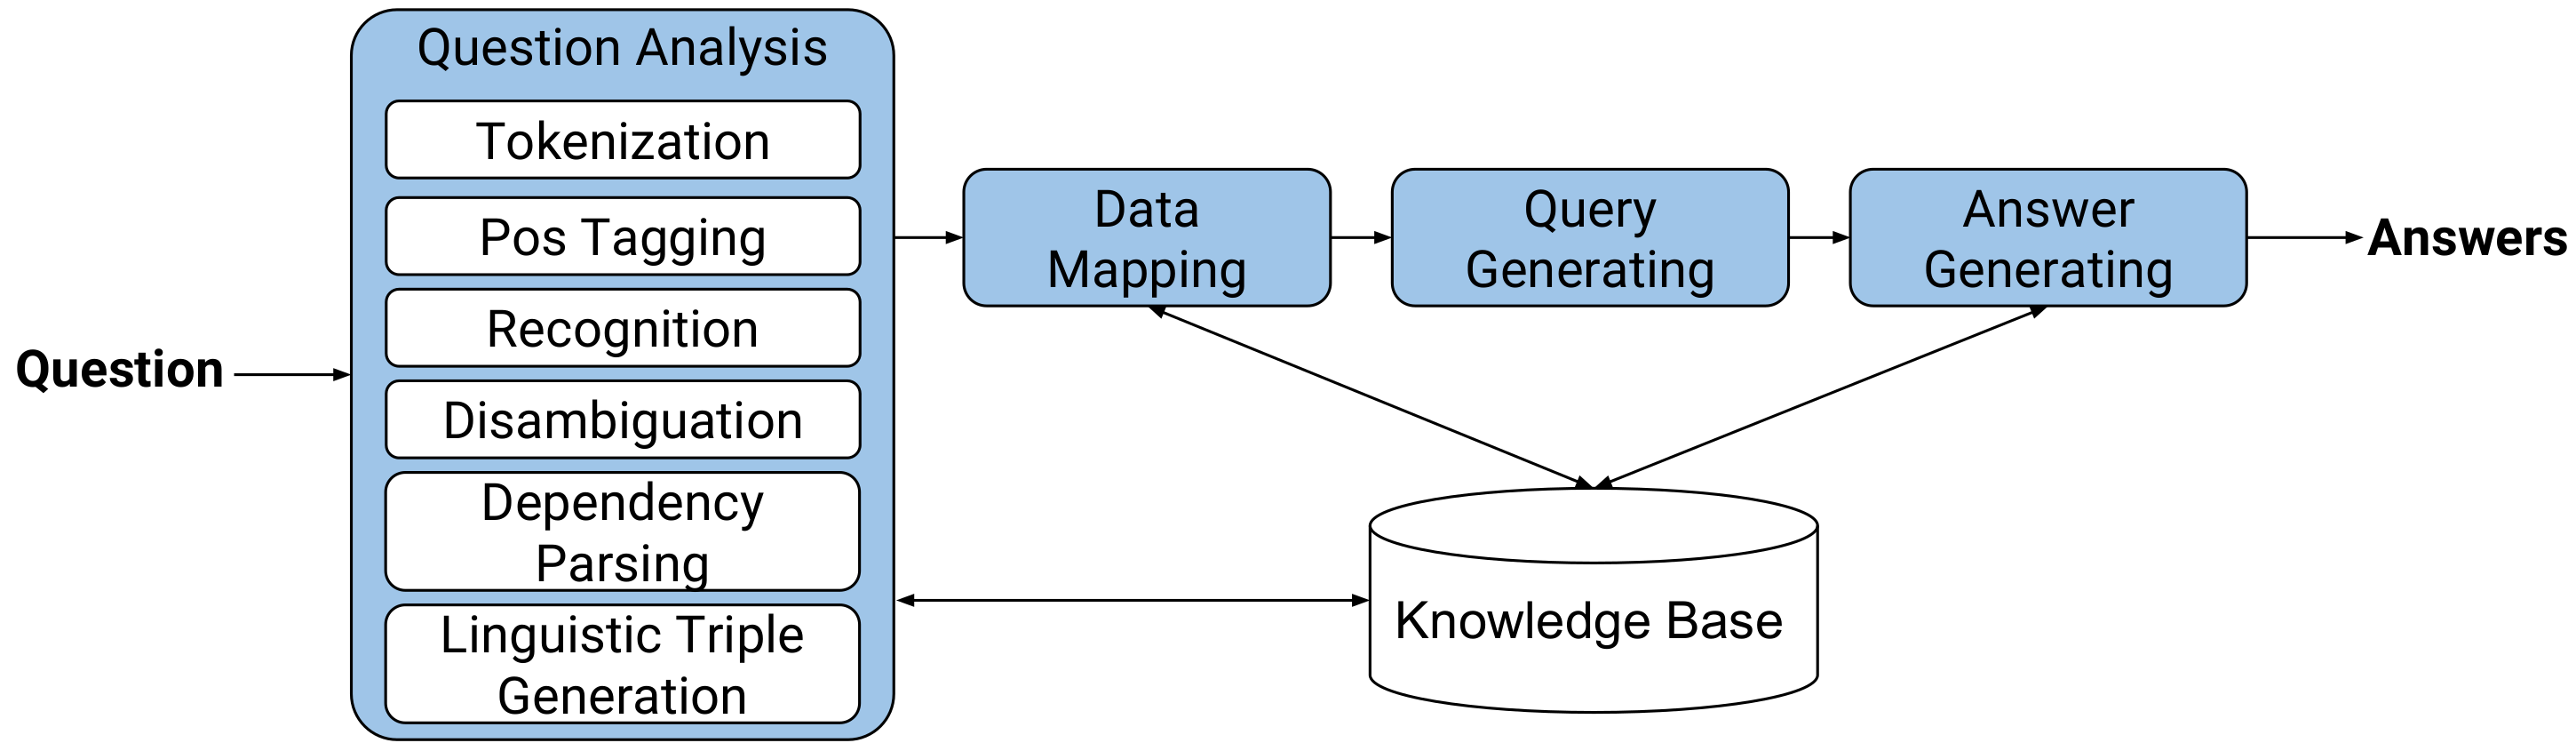 Question
Question Analysis
Tokenization
Pos Tagging
Recognition
Disambiguation
Dependency
Parsing
Linguistic Triple
Generation
Data
Mapping
Query
Generating
Answer
Generating
Answers
Knowledge Base